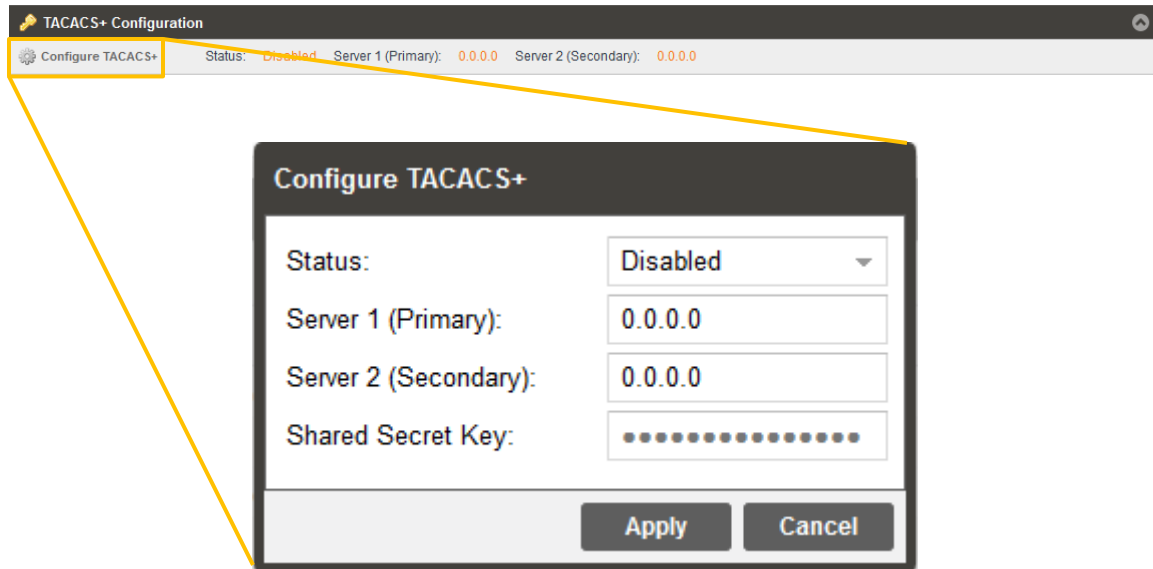 TACACS+ Configuration
Configure TACACS+ Status: Disabled Server 1 (Primary): 0.0.0.0 Server 2 (Secondary): 0.0.0.0
Configure TACACS+
Status: Disabled
Server 1 (Primary): 0.0.0.0
Server 2 (Secondary): 0.0.0.0
Shared Secret Key: ●●●●●●●●●●●●●●●
Apply Cancel